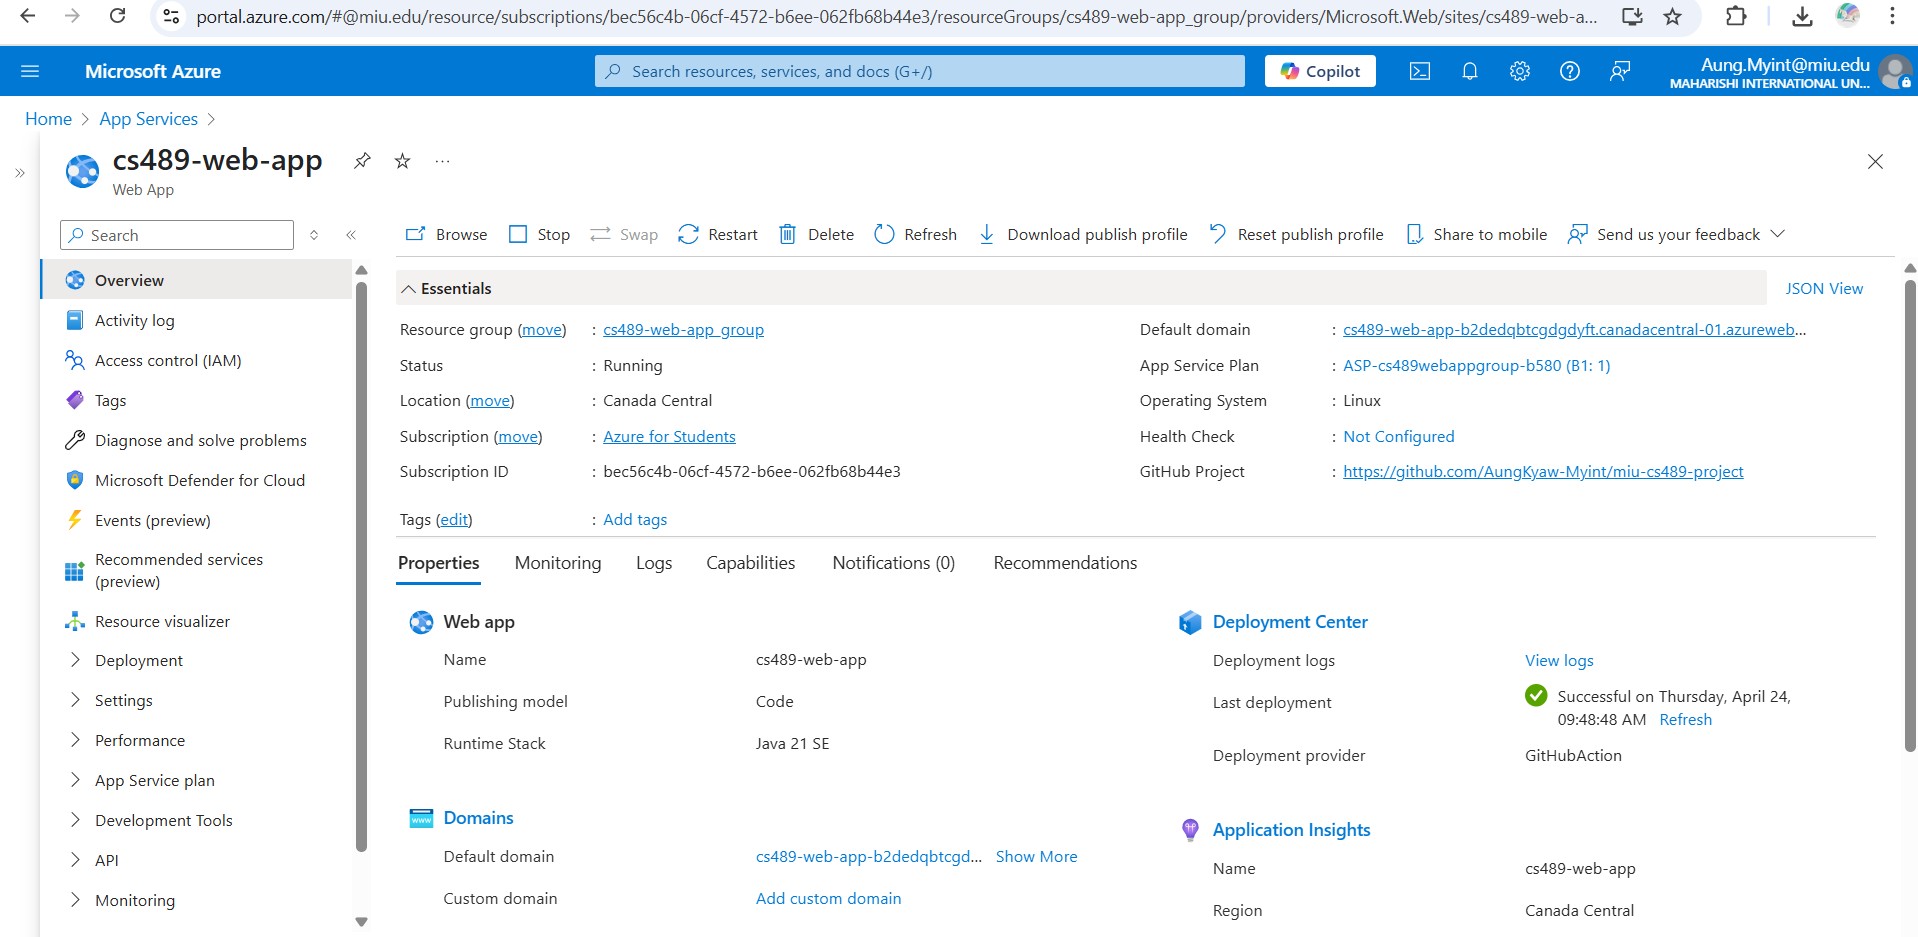 portal.azure.com/#@miu.edu/resource/subscriptions/bec56c4b-06cf-4572-b6ee-062fb68b44e3/resourceGroups/cs489-web-app_group/providers/Microsoft.Web/sites/cs489-web-a...
Microsoft Azure
Search resources, services, and docs (G+/)
Copilot
Aung.Myint@miu.edu
MAHARISHI INTERNATIONAL UN...
Home > App Services >
cs489-web-app
Web App
Search
Browse Stop Swap Restart Delete Refresh Download publish profile Reset publish profile Share to mobile Send us your feedback
Overview
Activity log
Access control (IAM)
Tags
Diagnose and solve problems
Microsoft Defender for Cloud
Events (preview)
Recommended services
(preview)
Resource visualizer
Deployment
Settings
Performance
App Service plan
Development Tools
API
Monitoring
Essentials
JSON View
Resource group (move) : cs489-web-app_group
Status : Running
Location (move) : Canada Central
Subscription (move) : Azure for Students
Subscription ID : bec56c4b-06cf-4572-b6ee-062fb68b44e3
Default domain : cs489-web-app-b2dedqbtcgdgdyft.canadacentral-01.azureweb...
App Service Plan : ASP-cs489webappgroup-b580 (B1: 1)
Operating System : Linux
Health Check : Not Configured
GitHub Project : https://github.com/AungKyaw-Myint/miu-cs489-project
Tags (edit) : Add tags
Properties Monitoring Logs Capabilities Notifications (0) Recommendations
Web app
Name cs489-web-app
Publishing model Code
Runtime Stack Java 21 SE
www
Domains
Default domain cs489-web-app-b2dedqbtcgd... Show More
Custom domain Add custom domain
Deployment Center
Deployment logs View logs
Last deployment Successful on Thursday, April 24,
09:48:48 AM Refresh
Deployment provider GitHubAction
Application Insights
Name cs489-web-app
Region Canada Central